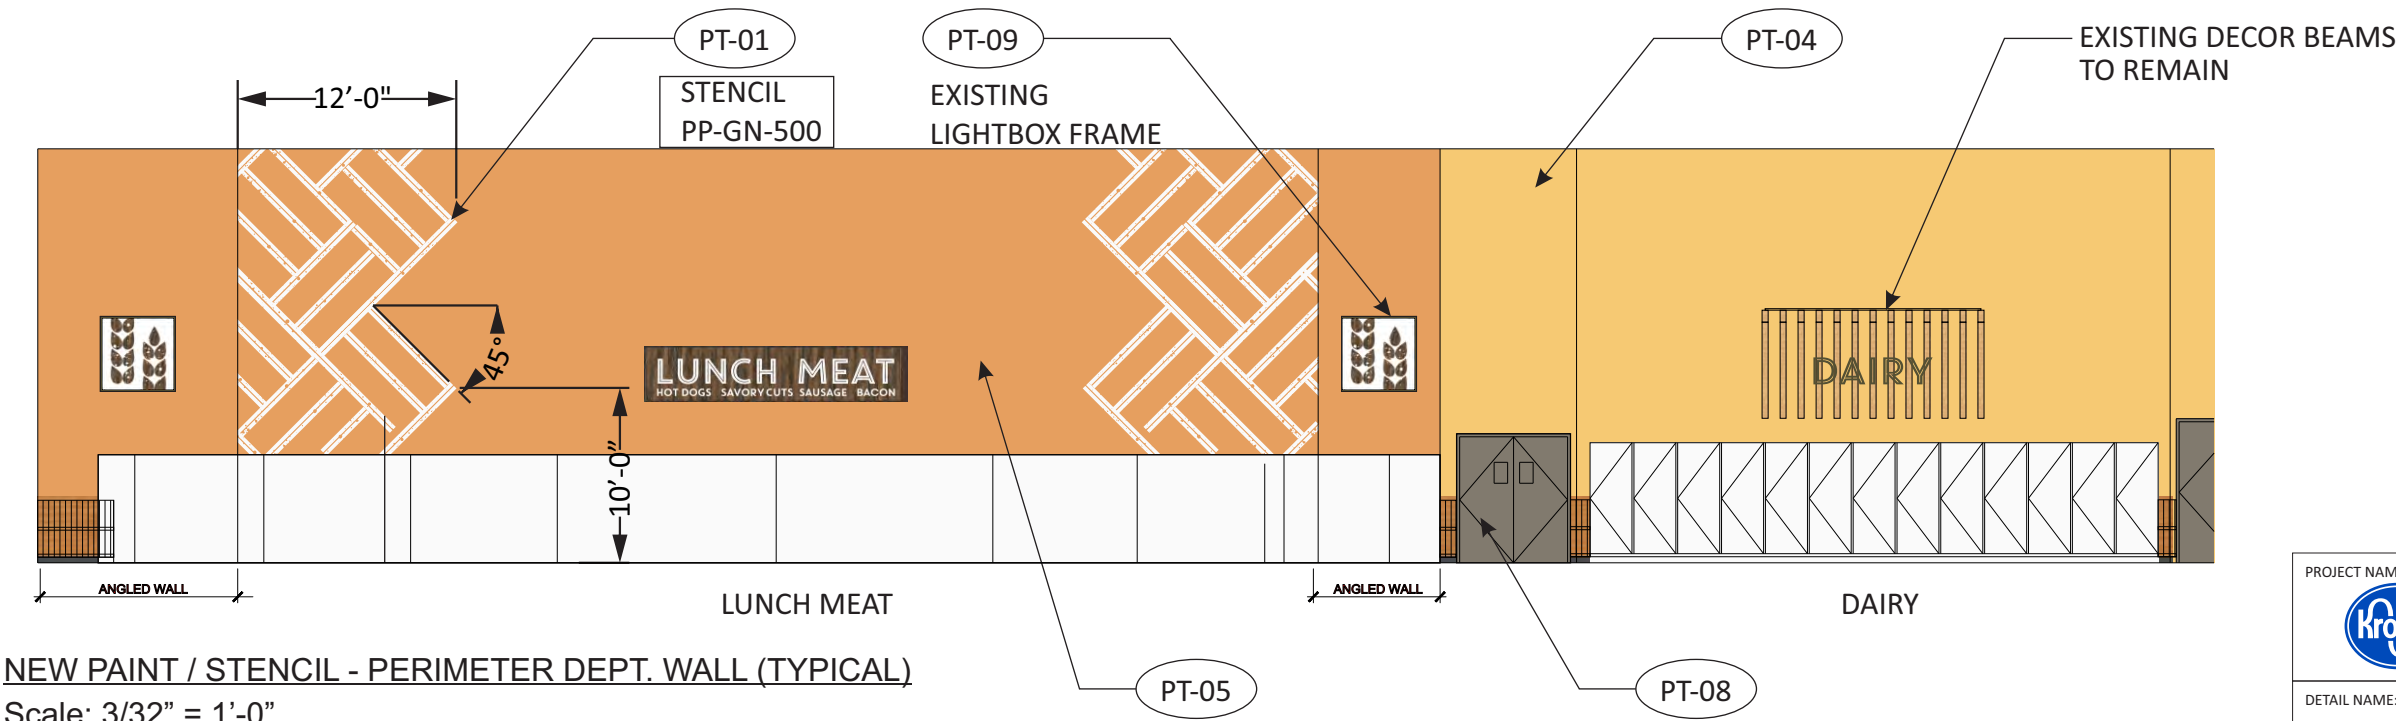 PT-01
PT-09
PT-04
EXISTING DECOR BEAMS
TO REMAIN
12’-0"
STENCIL
PP-GN-500
EXISTING
LIGHTBOX FRAME
45°
LUNCH MEAT
HOT DOGS SAVORY CUTS SAUSAGE BACON
DAIRY
10’-0”
ANGLED WALL
ANGLED WALL
LUNCH MEAT
DAIRY
PT-05
PT-08
NEW PAINT / STENCIL - PERIMETER DEPT. WALL (TYPICAL)
Scale: 3/32” = 1’-0”
PROJECT NAM
Kro
DETAIL NAME: